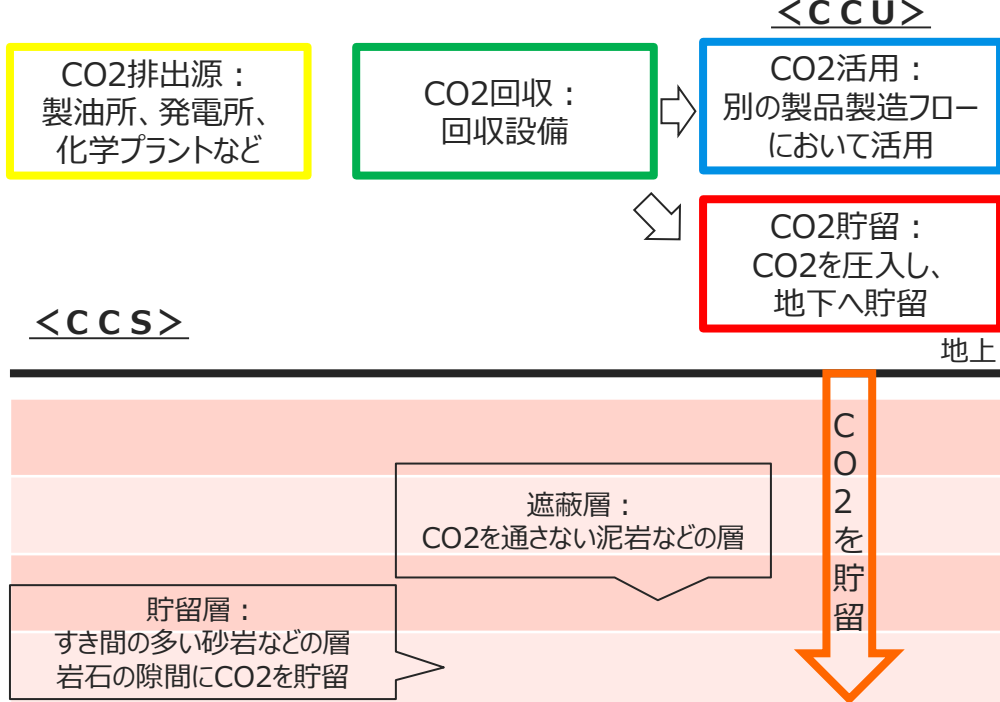 <CCU>
CO2排出源：
製油所、発電所、
化学プラントなど
CO2回収：
回収設備
CO2活用：
別の製品製造フロー
において活用
CO2貯留：
CO2を圧入し、
地下へ貯留
<CCS>
地上
CO2を貯留
遮蔽層：
CO2を通さない泥岩などの層
貯留層：
すき間の多い砂岩などの層
岩石の隙間にCO2を貯留